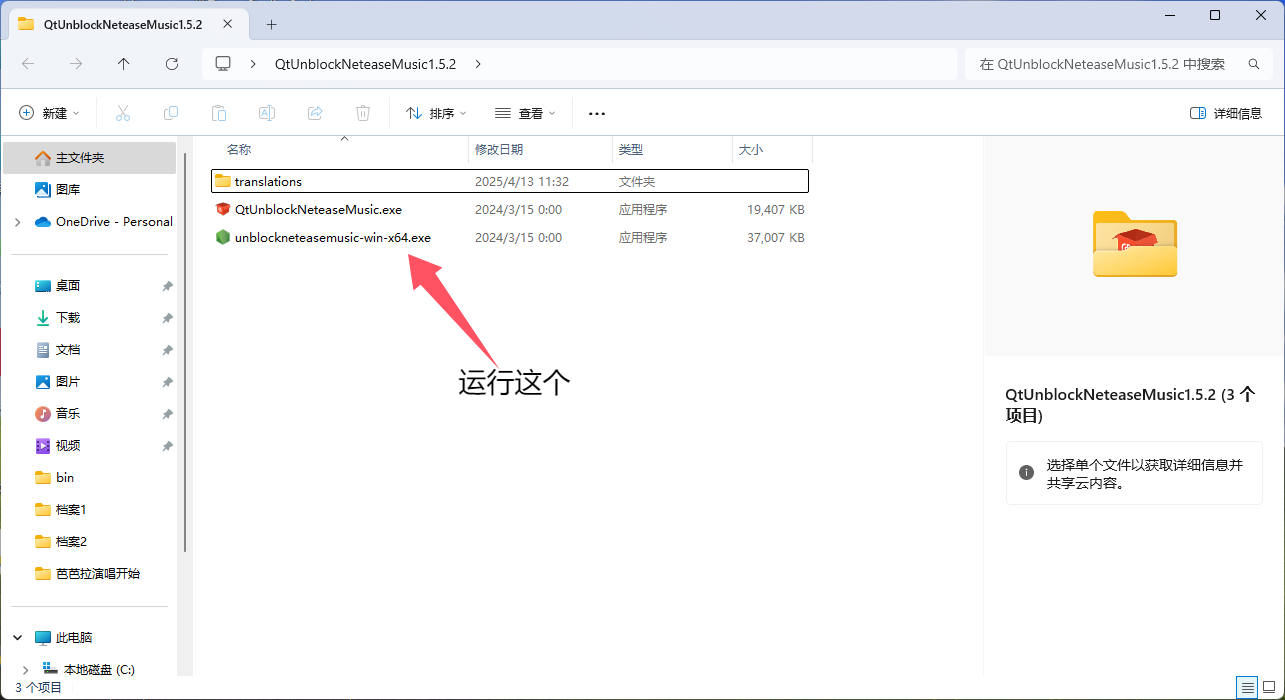 QtUnblockNeteaseMusic1.5.2
QtUnblockNeteaseMusic1.5.2
在 QtUnblockNeteaseMusic1.5.2 中搜索
新建
排序
查看
详细信息
主文件夹
图库
OneDrive - Personal
桌面
下载
文档
图片
音乐
视频
bin
档案1
档案2
芭芭拉演唱开始
此电脑
本地磁盘 (C:)
名称 修改日期 类型 大小
translations 2025/4/13 11:32 文件夹
QtUnblockNeteaseMusic.exe 2024/3/15 0:00 应用程序 19,407 KB
unblockneteasemusic-win-x64.exe 2024/3/15 0:00 应用程序 37,007 KB
运行这个
QtUnblockNeteaseMusic1.5.2 (3 个
项目)
选择单个文件以获取详细信息并
共享云内容。
3 个项目